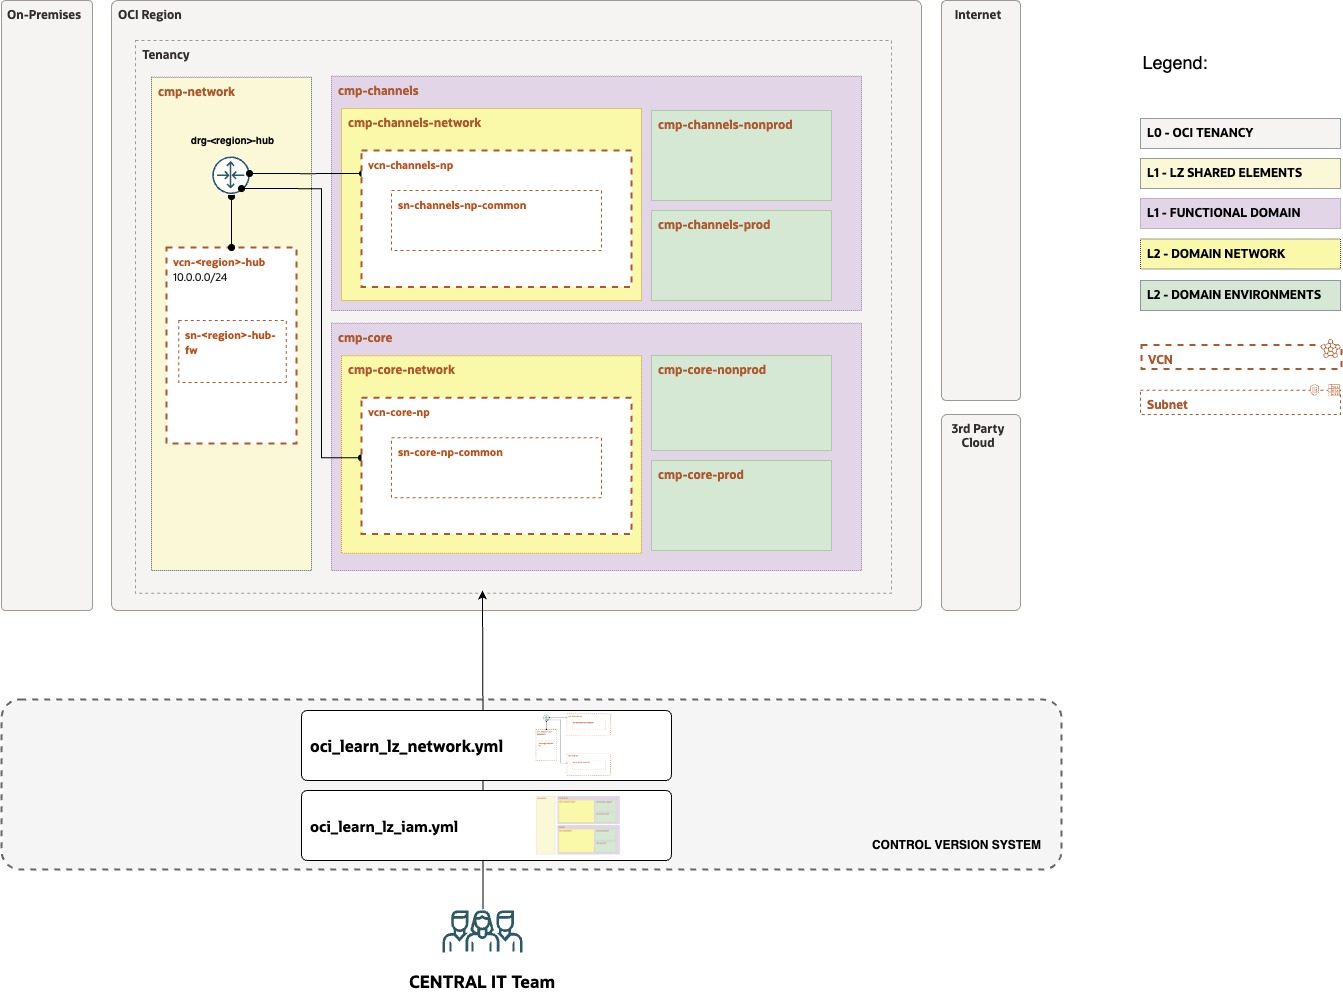 On-Premises
OCI Region
Internet
Legend:
Tenancy
cmp-network
drg-<region>-hub
vcn-<region>-hub
10.0.0.0/24
sn-<region>-hub-
fw
cmp-channels
cmp-channels-network
vcn-channels-np
sn-channels-np-common
cmp-channels-nonprod
cmp-channels-prod
cmp-core
cmp-core-network
vcn-core-np
sn-core-np-common
cmp-core-nonprod
cmp-core-prod
3rd Party
Cloud
L0 - OCI TENANCY
L1 - LZ SHARED ELEMENTS
L1 - FUNCTIONAL DOMAIN
L2 - DOMAIN NETWORK
L2 - DOMAIN ENVIRONMENTS
VCN
Subnet
oci_learn_lz_network.yml
oci_learn_lz_iam.yml
CONTROL VERSION SYSTEM
CENTRAL IT Team